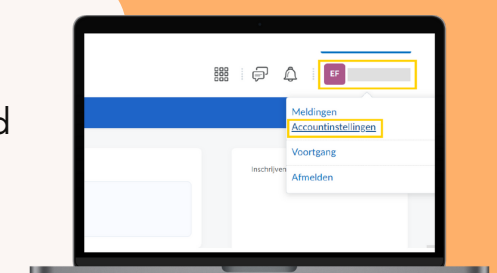 d
EF
Meldingen
Accountinstellingen
Voortgang
Inschrijven
Afmelden